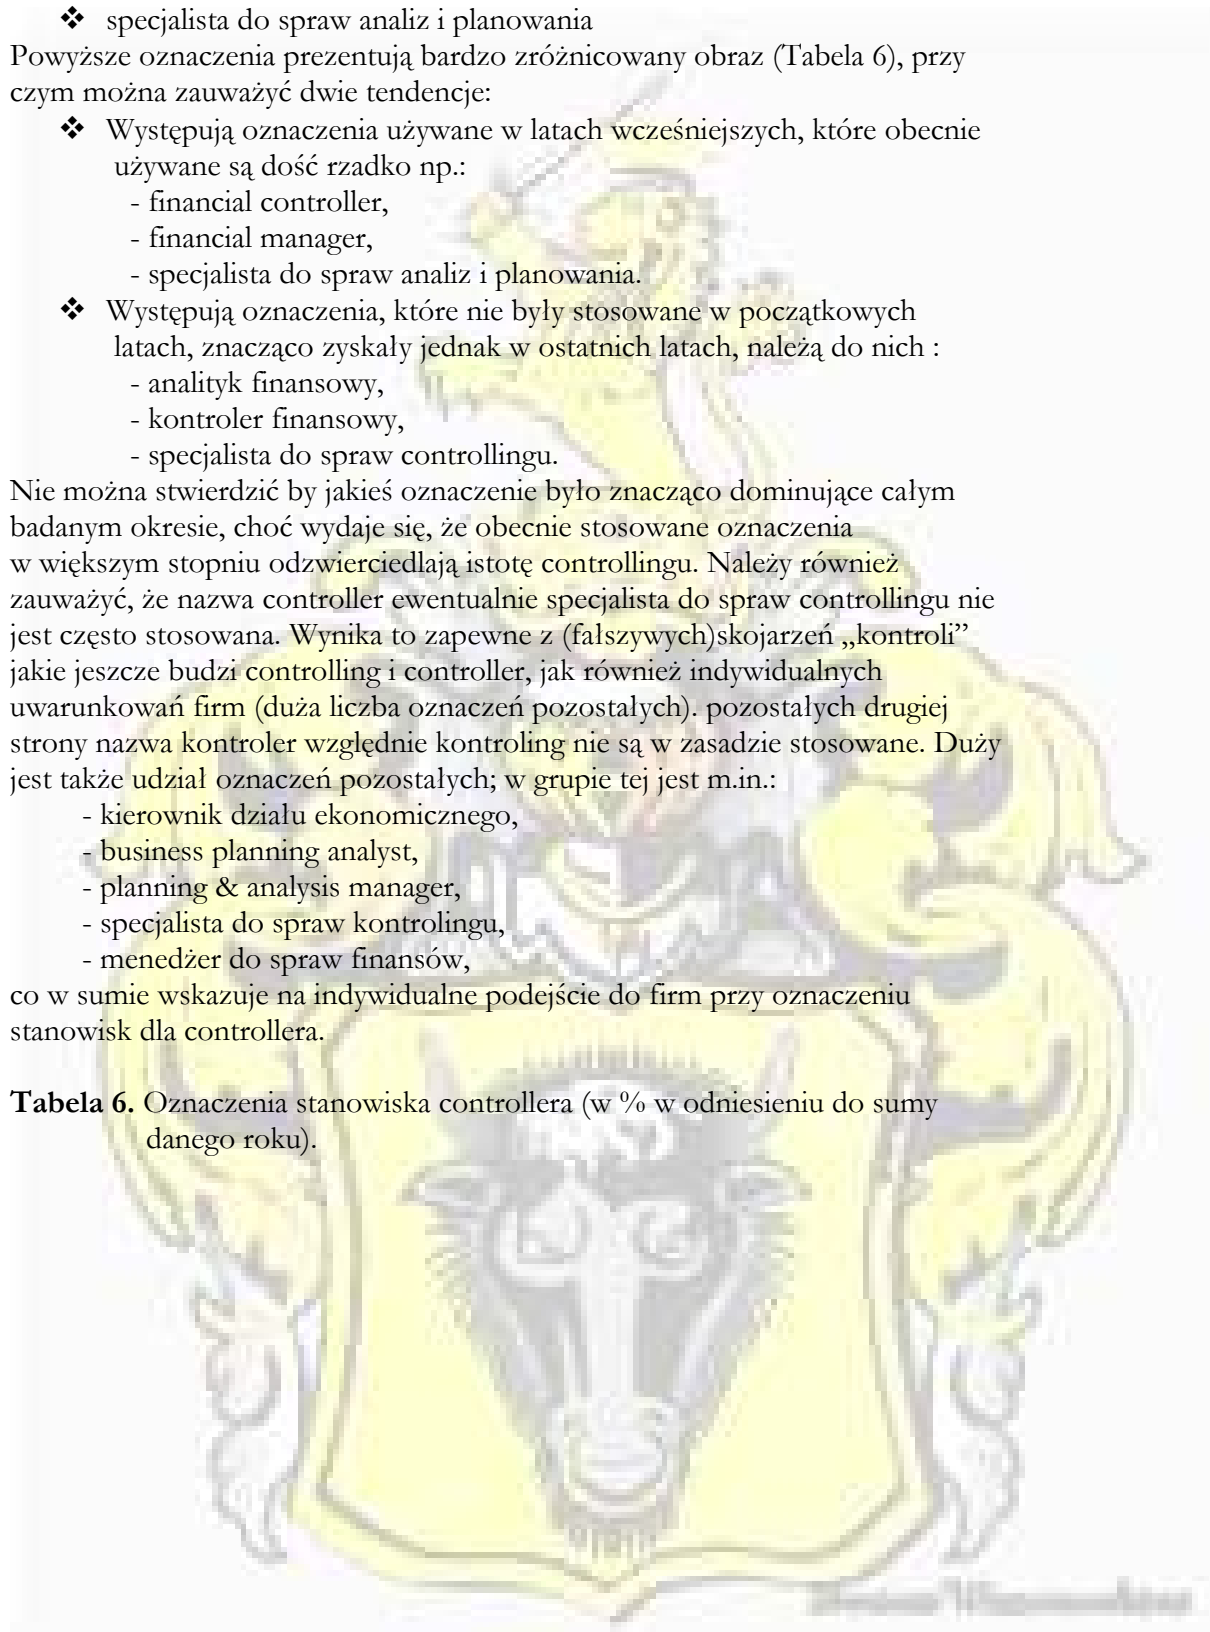 ❖ specjalista do spraw analiz i planowania
Powyższe oznaczenia prezentują bardzo zróżnicowany obraz (Tabela 6), przy
czym można zauważyć dwie tendencje:
❖ Występują oznaczenia używane w latach wcześniejszych, które obecnie
używane są dość rzadko np.:
- financial controller,
- financial manager,
- specjalista do spraw analiz i planowania.
❖ Występują oznaczenia, które nie były stosowane w początkowych
latach, znacząco zyskały jednak w ostatnich latach, należą do nich :
- analityk finansowy,
- kontroler finansowy,
- specjalista do spraw controllingu.
Nie można stwierdzić by jakieś oznaczenie było znacząco dominujące całym
badanym okresie, choć wydaje się, że obecnie stosowane oznaczenia
w większym stopniu odzwierciedlają istotę controllingu. Należy również
zauważyć, że nazwa controller ewentualnie specjalista do spraw controllingu nie
jest często stosowana. Wynika to zapewne z (fałszywych)skojarzeń „kontroli”
jakie jeszcze budzi controlling i controller, jak również indywidualnych
uwarunkowań firm (duża liczba oznaczeń pozostałych). pozostałych drugiej
strony nazwa kontroler względnie kontroling nie są w zasadzie stosowane. Duży
jest także udział oznaczeń pozostałych; w grupie tej jest m.in.:
- kierownik działu ekonomicznego,
- business planning analyst,
- planning & analysis manager,
- specjalista do spraw kontrolingu,
- menedżer do spraw finansów,
co w sumie wskazuje na indywidualne podejście do firm przy oznaczeniu
stanowisk dla controllera.
Tabela 6. Oznaczenia stanowiska controllera (w % w odniesieniu do sumy
danego roku).